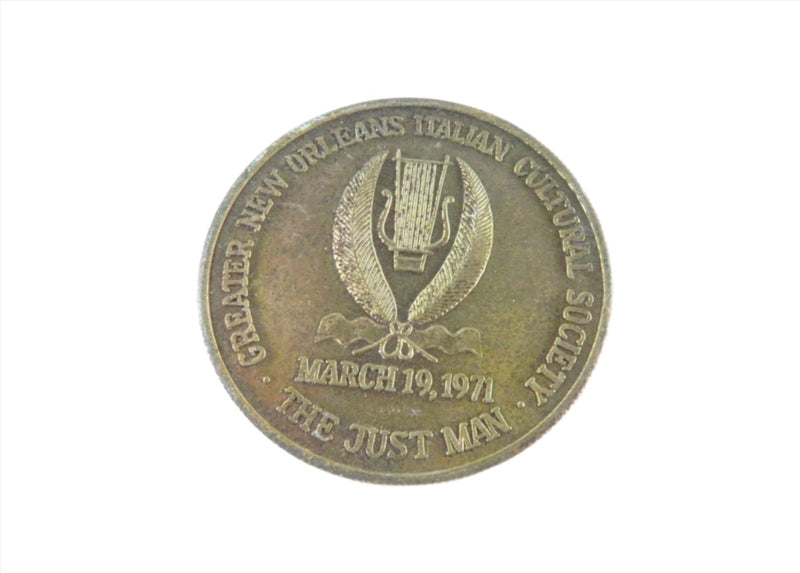 GREATER NEW ORLEANS ITALIAN CULTURAL SOCIETY
MARCH 19, 1971
· THE JUST MAN ·